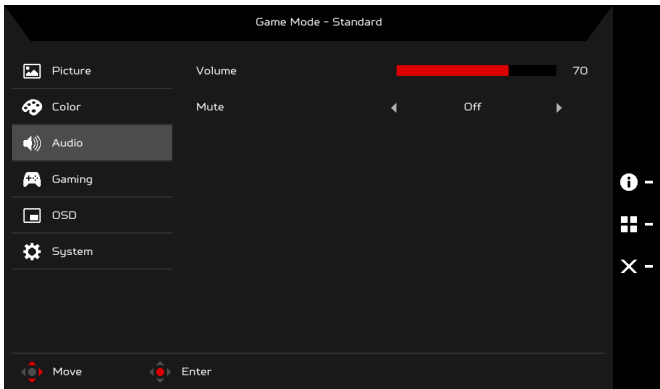 Game Mode - Standard
Picture
Volume 70
Color
Mute Off
Audio
Gaming
OSD
System
Move Enter